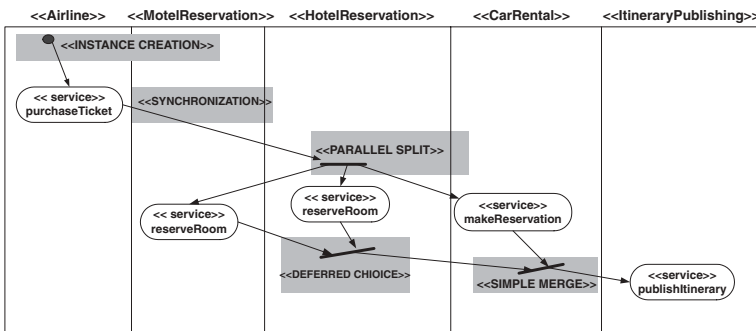 <<Airline>> <<MotelReservation>> <<HotelReservation>> <<CarRental>> <<ItineraryPublishing>>
<<INSTANCE CREATION>>
<< service>>
purchaseTicket
<<SYNCHRONIZATION>>
<<PARALLEL SPLIT>>
<< service>>
reserveRoom
<< service>>
reserveRoom
<<service>>
makeReservation
<<DEFERRED CHIOICE>>
<<SIMPLE MERGE>>
<<service>>
publishItinerary